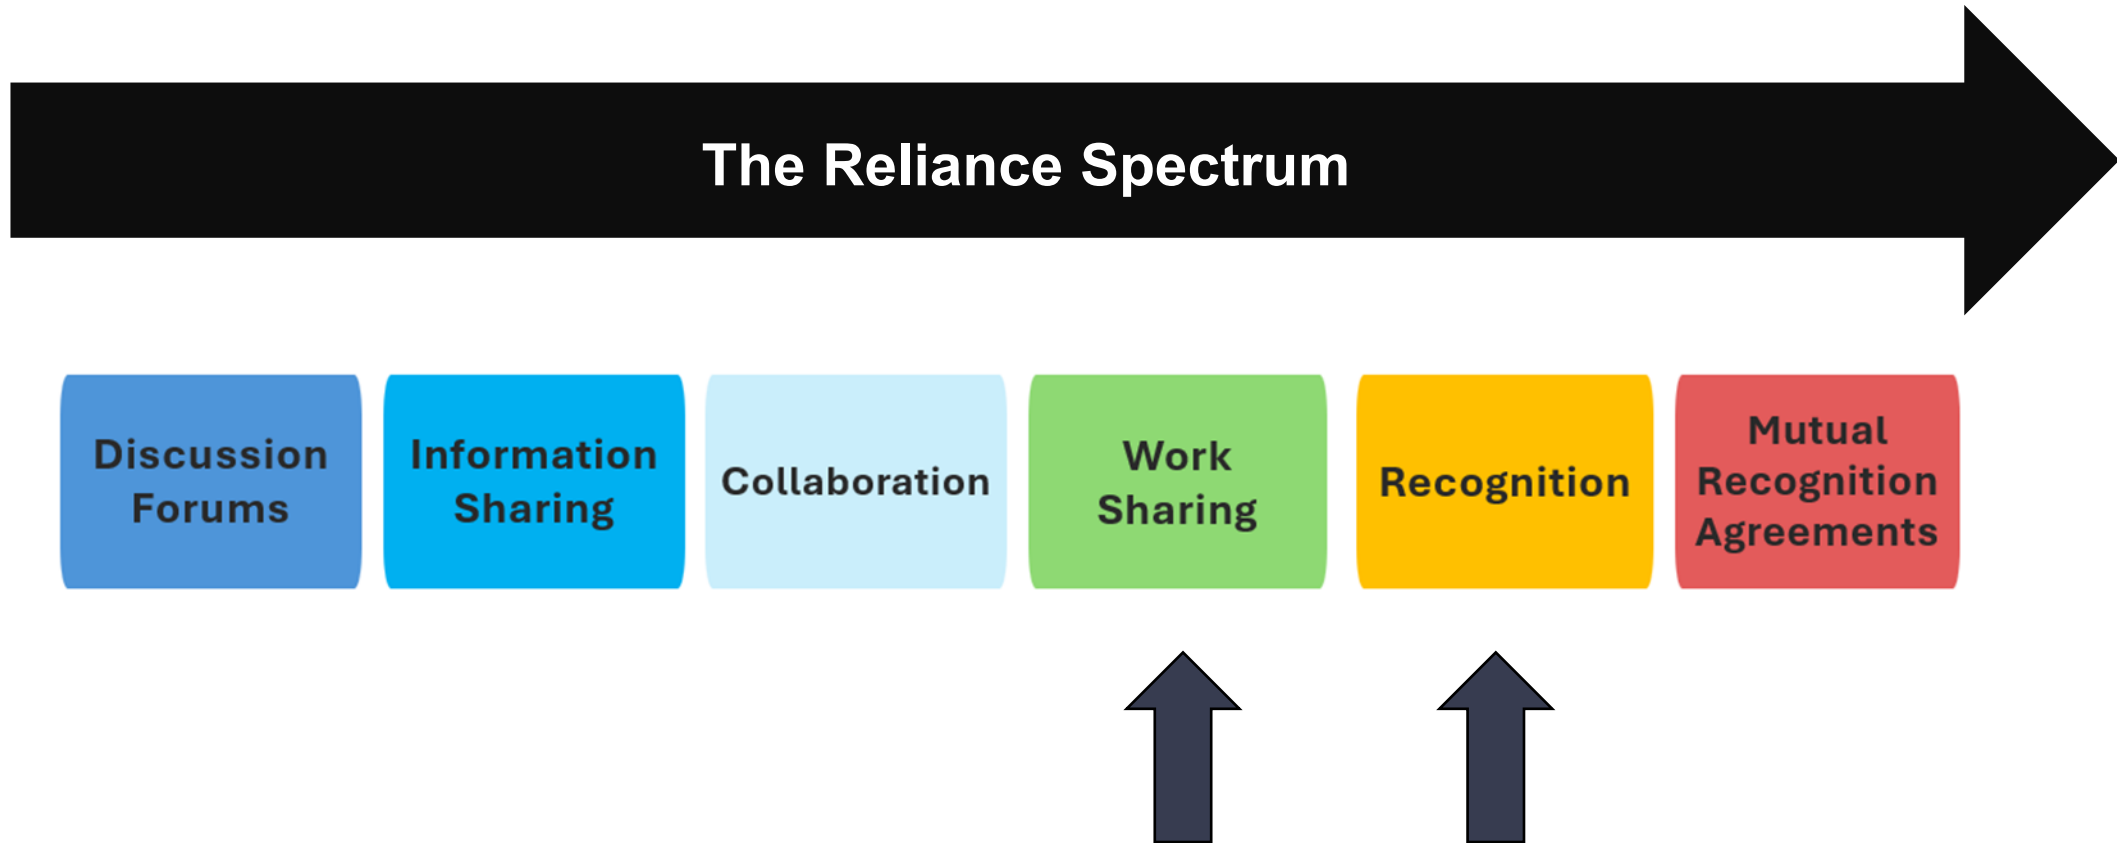 The Reliance Spectrum
Discussion
Forums
Information
Sharing
Collaboration
Work
Sharing
Recognition
Mutual
Recognition
Agreements